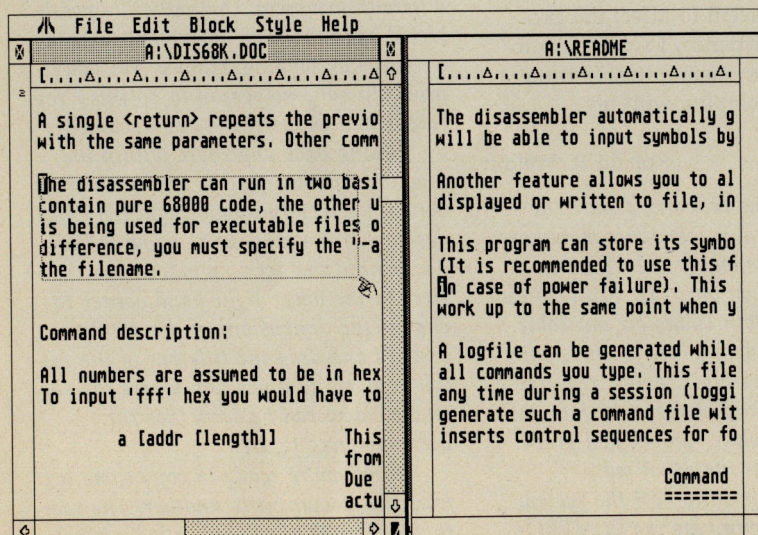 File Edit Block Style Help
A:\DIS68K.DOC
2
A single <return> repeats the previo
with the same parameters. Other comm
The disassembler can run in two basi
contain pure 68000 code, the other u
is being used for executable files o
difference, you must specify the "-a
the filename.
Command description:
All numbers are assumed to be in hex
To input 'fff' hex you would have to
a [addr [length]] This
from
Due
actu
A:\README
The disassembler automatically g
will be able to input symbols by
Another feature allows you to al
displayed or written to file, in
This program can store its symbo
(It is recommended to use this f
in case of power failure). This
work up to the same point when y
A logfile can be generated while
all commands you type. This file
any time during a session (loggi
generate such a command file wit
inserts control sequences for fo
Command
========